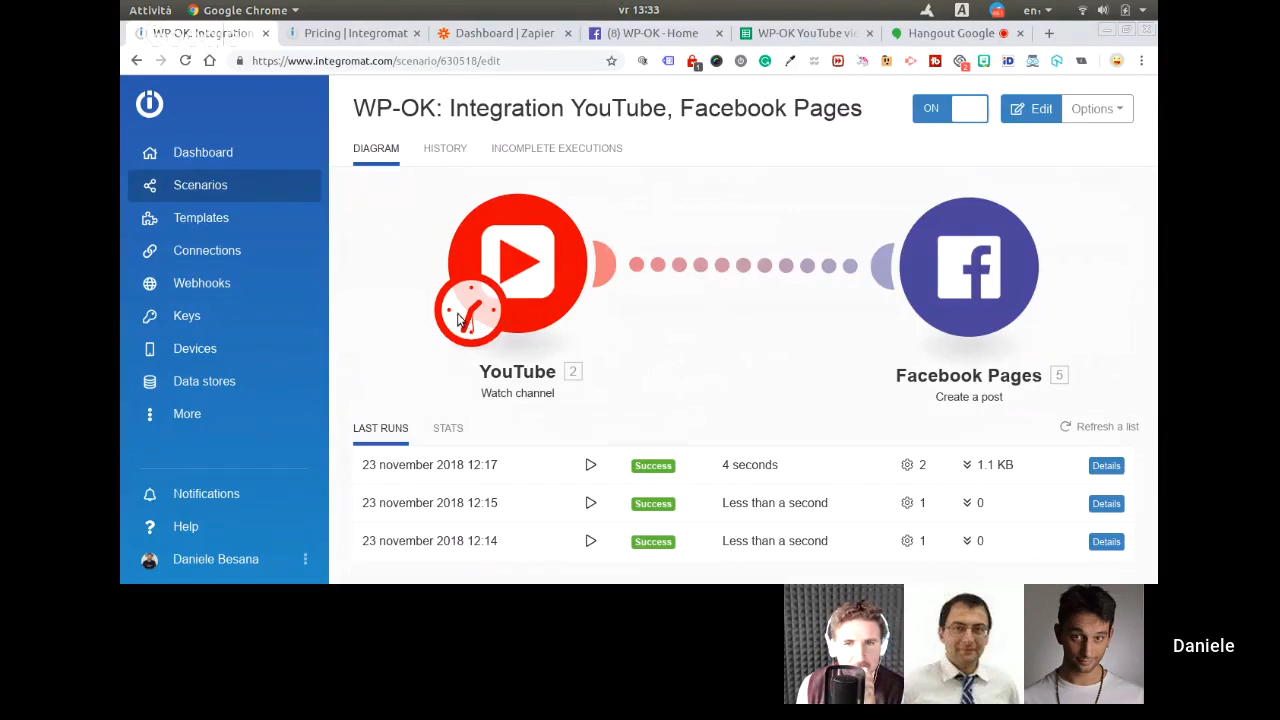 Attività
Google Chrome
vr 13:33
A
en₁
WP-OK: Integration
Pricing | Integromat
Dashboard | Zapier
(8) WP-OK - Home
WP-OK YouTube vi
Hangout Google
https://www.integromat.com/scenario/630518/edit
WP-OK: Integration YouTube, Facebook Pages
ON
Edit
Options
DIAGRAM
HISTORY
INCOMPLETE EXECUTIONS
Dashboard
Scenarios
Templates
Connections
Webhooks
Keys
Devices
Data stores
More
Notifications
Help
Daniele Besana
YouTube 2
Watch channel
Facebook Pages 5
Create a post
LAST RUNS
STATS
Refresh a list
23 november 2018 12:17 Success 4 seconds 2 1.1 KB Details
23 november 2018 12:15 Success Less than a second 1 0 Details
23 november 2018 12:14 Success Less than a second 1 0 Details
Daniele